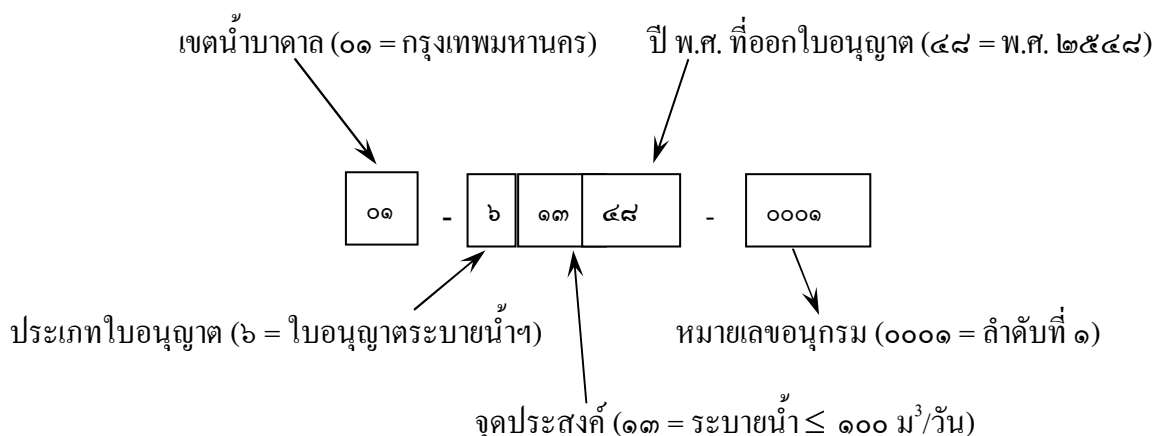 เขตน้ำบาดาล (๐๑ = กรุงเทพมหานคร) ปี พ.ศ. ที่ออกใบอนุญาต (๔๘ = พ.ศ. ๒๕๔๘)
๐๑ - ๖ ๑๓ ๔๘ - ๐๐๐๑
ประเภทใบอนุญาต (๖ = ใบอนุญาตระบายน้ำฯ) หมายเลขอนุกรม (๐๐๐๑ = ลำดับที่ ๑)
จุดประสงค์ (๑๓ = ระบายน้ำ ≤ ๑๐๐ ม³/วัน)